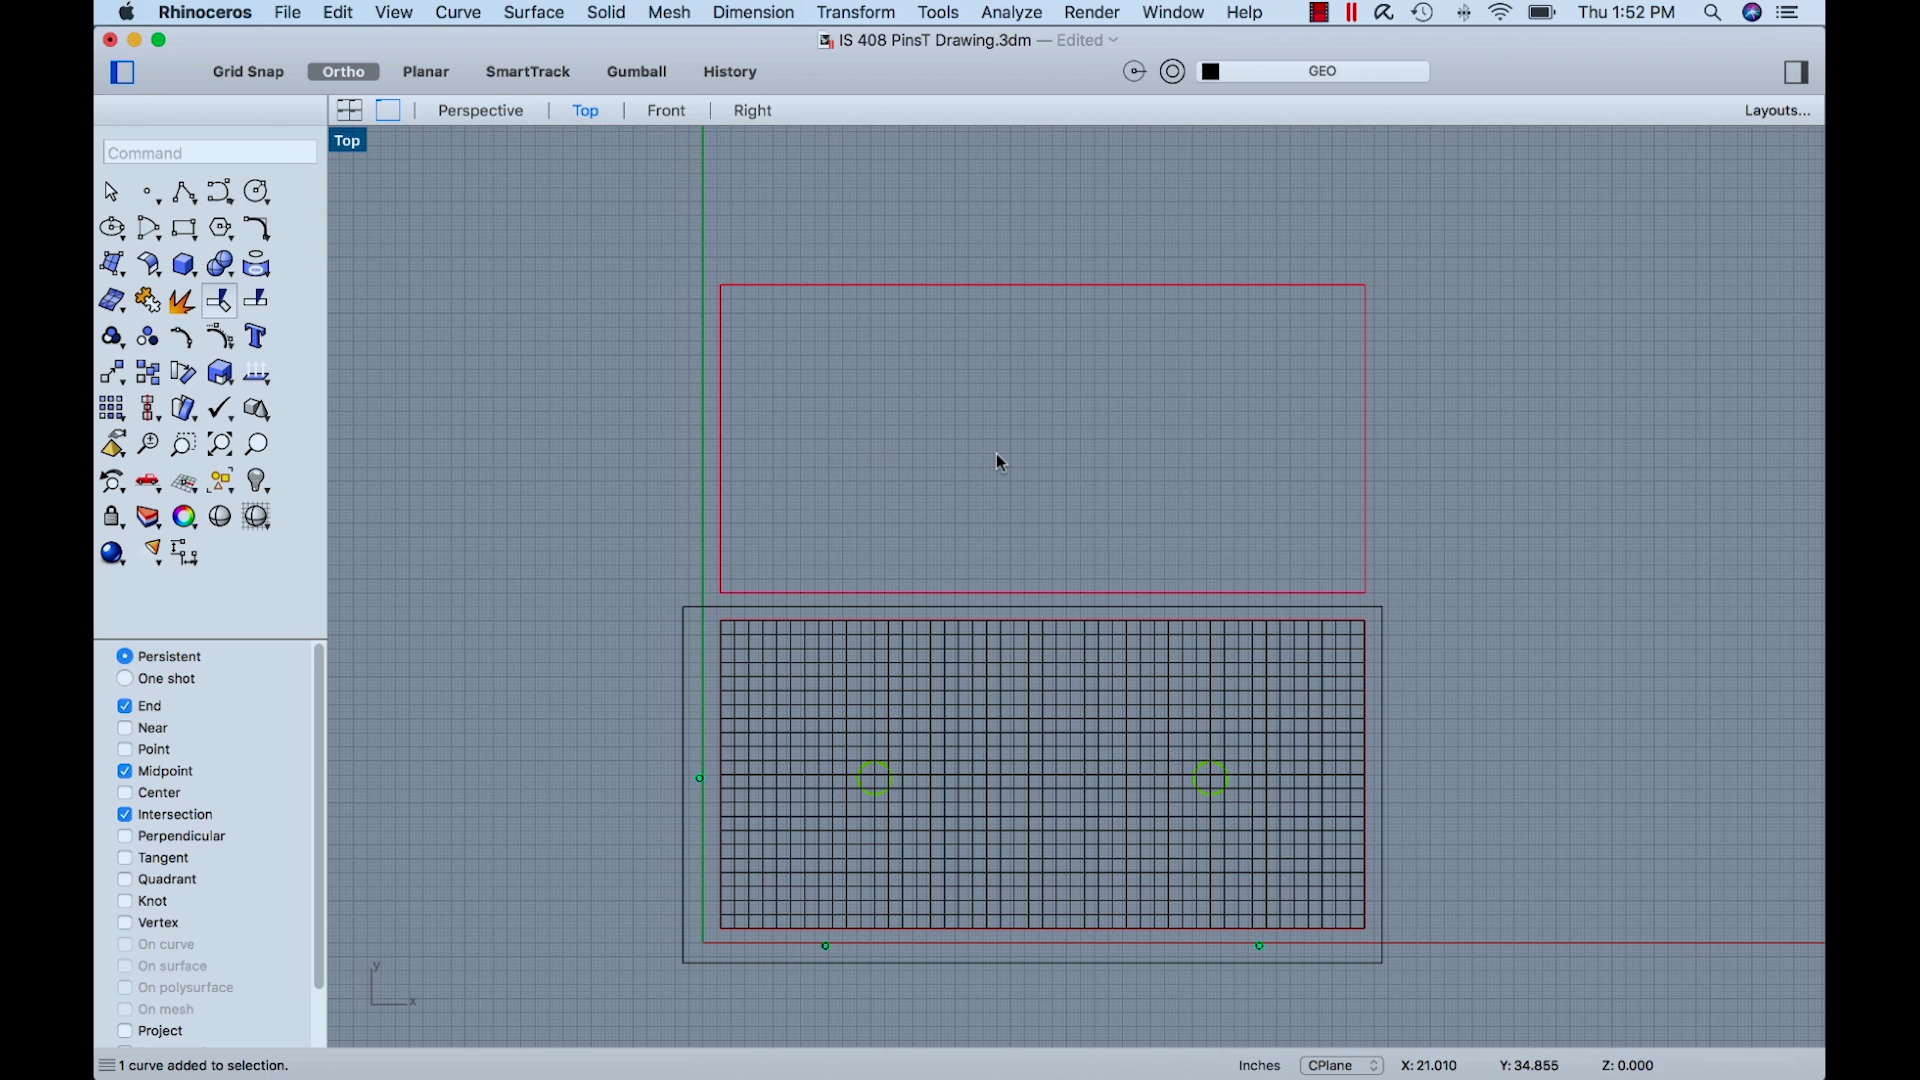 Rhinoceros File Edit View Curve Surface Solid Mesh Dimension Transform Tools Analyze Render Window Help Thu 1:52 PM
IS 408 PinsT Drawing.3dm — Edited
Grid Snap Ortho Planar SmartTrack Gumball History GEO
Perspective Top Front Right Layouts...
Top
Command
Persistent
One shot
End
Near
Point
Midpoint
Center
Intersection
Perpendicular
Tangent
Quadrant
Knot
Vertex
On curve
On surface
On polysurface
On mesh
Project
y
x
1 curve added to selection. Inches CPlane X: 21.010 Y: 34.855 Z: 0.000